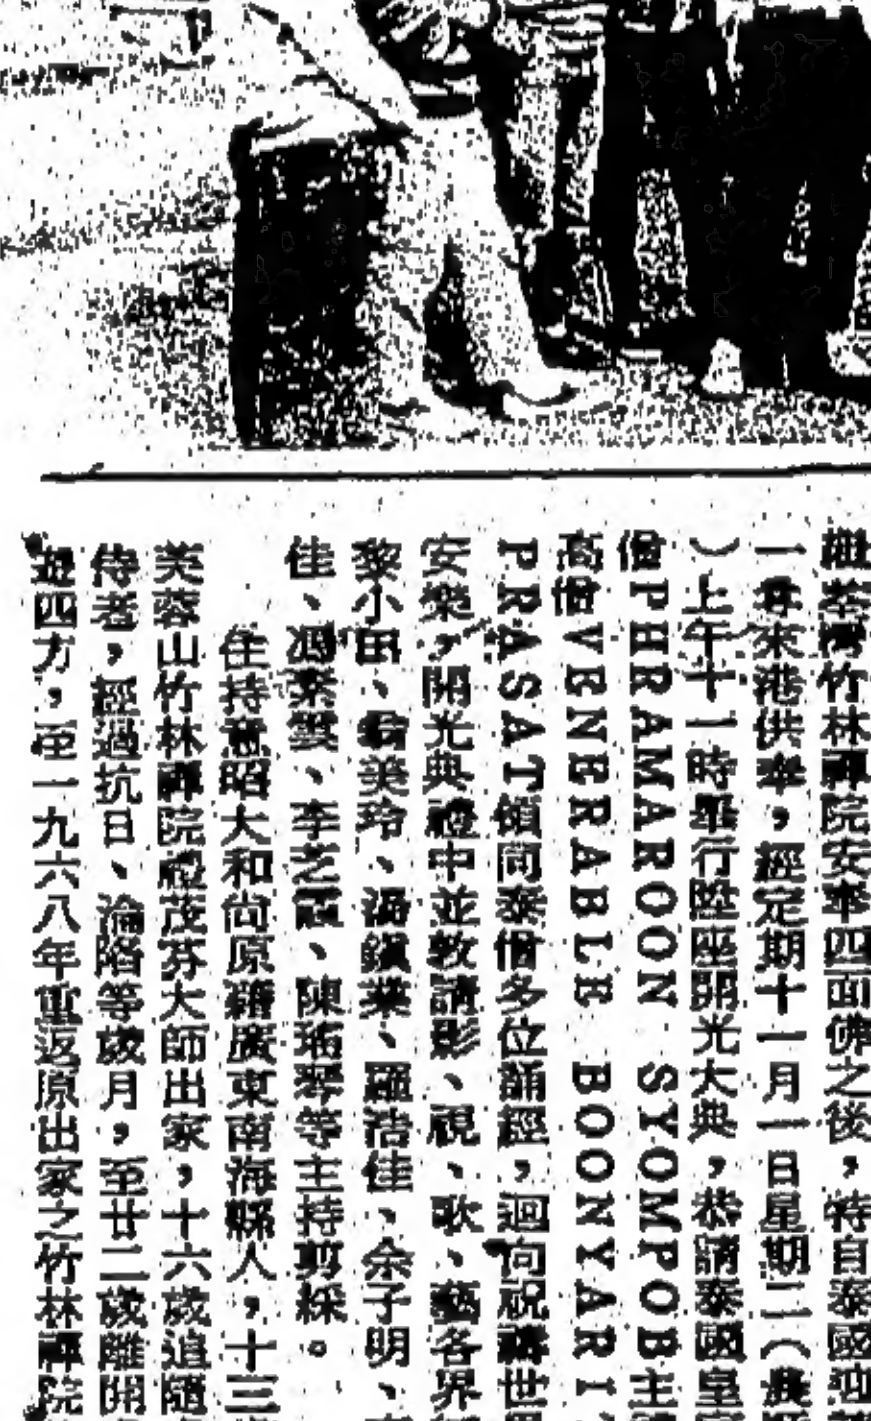 繼荃灣竹林禪院安奉四面佛之後，特自泰國迎
一尊來港供奉，經定期十一月一日星期二（農
）上午十一時舉行陞座開光大典，恭請泰國皇
僧PHRAMAROON SYOMPOB主
高僧VENERABLE BOONYARI
PRASAT領同泰僧多位誦經，迴向祝禱世界
安樂，開光典禮中並敦請影、視、歌、藝各界
黎小田、美玲、馮鎮業、羅浩佳、余子明、
佳、馮素雲、李芝霞、陳瑤琴等主持剪綵。
住持意昭大和尚原籍廣東南海縣人，十三
芙蓉山竹林禪院禮茂芬大師出家，十六歲追隨
侍者，經過抗日、淪陷等歲月，至廿二歲離開
遊四方，至一九六八年重返原出家之竹林禪院